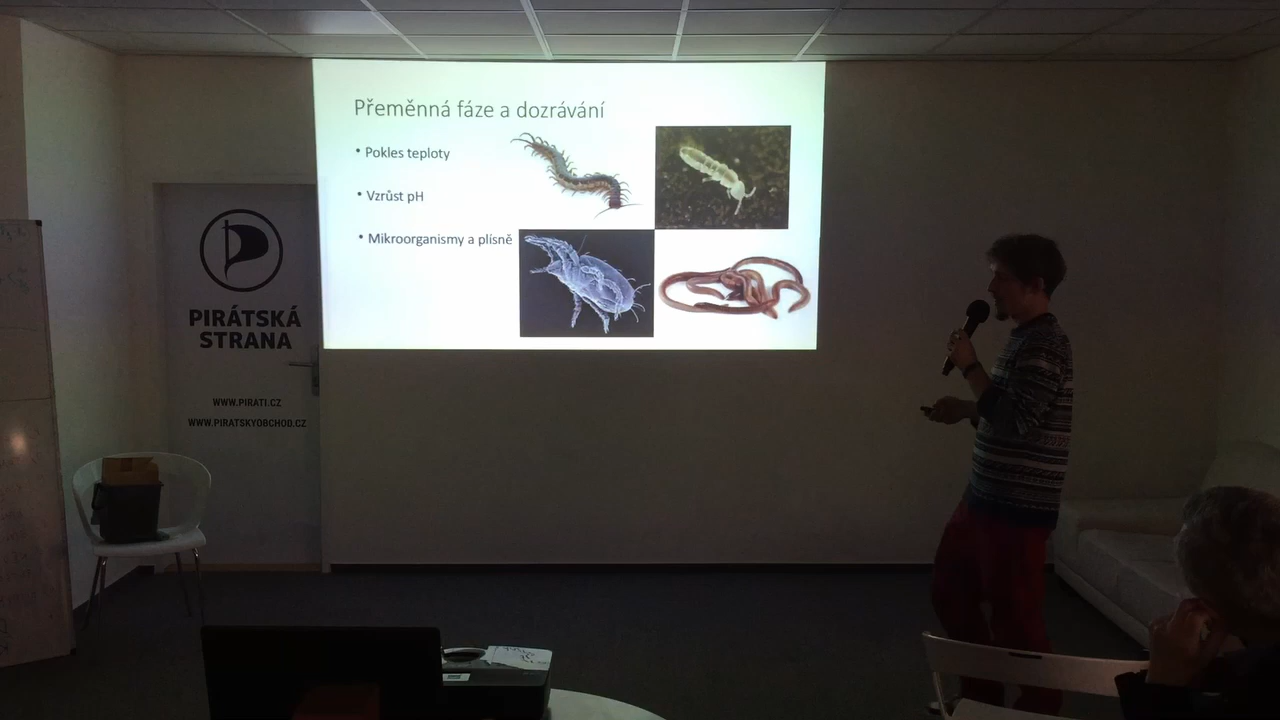 Přeměnná fáze a dozrávání
• Pokles teploty
• Vzrůst pH
• Mikroorganismy a plísně
PIRÁTSKÁ
STRANA
WWW.PIRATI.CZ
WWW.PIRATSKYOBCHOD.CZ